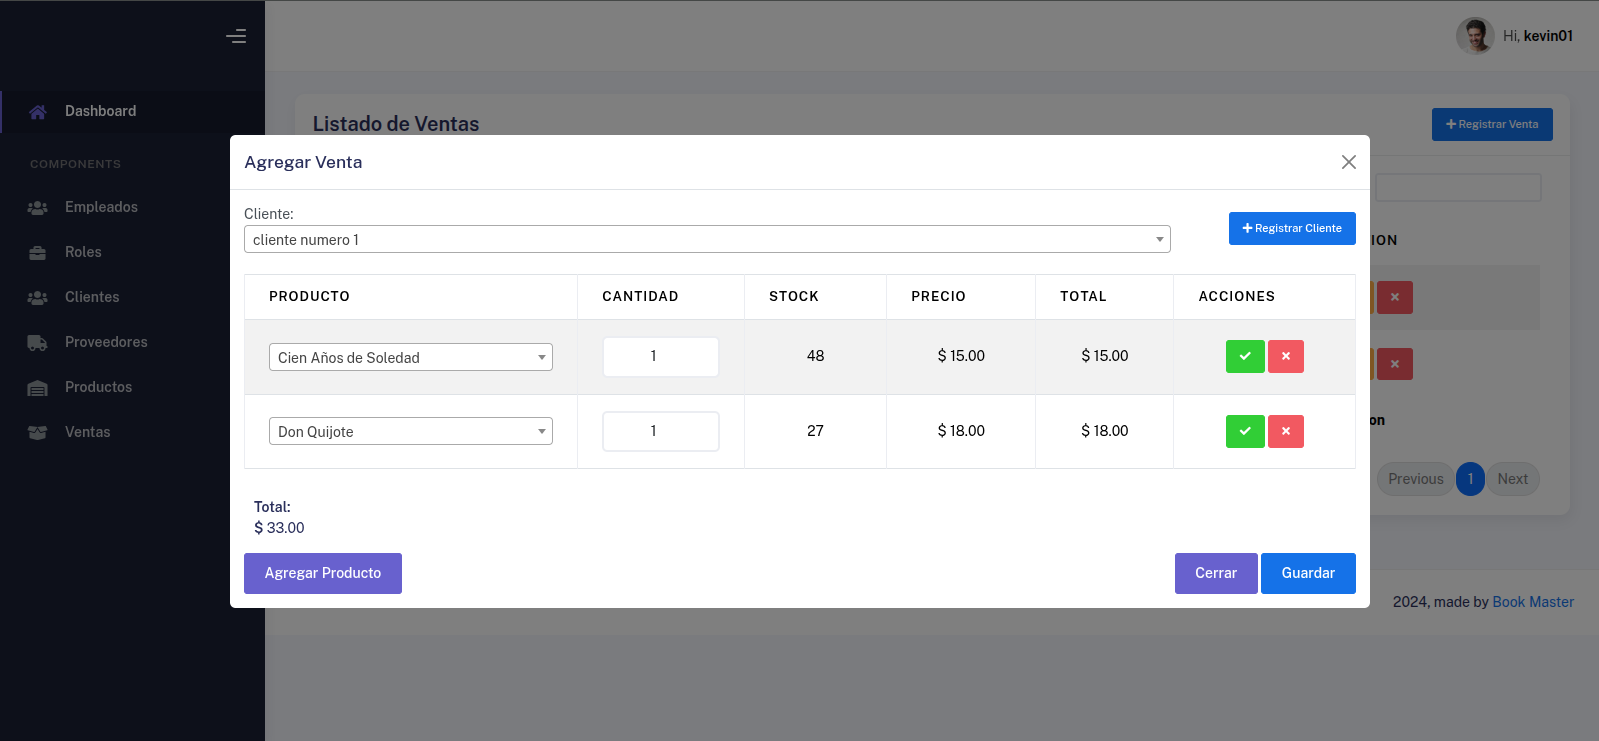 Hi, kevin01
Dashboard
COMPONENTS
Empleados
Roles
Clientes
Proveedores
Productos
Ventas
Listado de Ventas
Registrar Venta
Agregar Venta
Cliente:
cliente numero 1
Registrar Cliente
PRODUCTO CANTIDAD STOCK PRECIO TOTAL ACCIONES
Cien Años de Soledad 1 48 $ 15.00 $ 15.00
Don Quijote 1 27 $ 18.00 $ 18.00
Total:
$ 33.00
Agregar Producto Cerrar Guardar
ION
on
Previous 1 Next
2024, made by Book Master